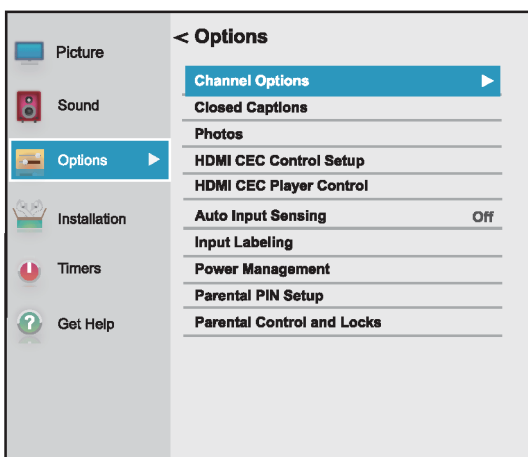 Picture
Sound
Options
Installation
Timers
Get Help
< Options
Channel Options
Closed Captions
Photos
HDMI CEC Control Setup
HDMI CEC Player Control
Auto Input Sensing Off
Input Labeling
Power Management
Parental PIN Setup
Parental Control and Locks